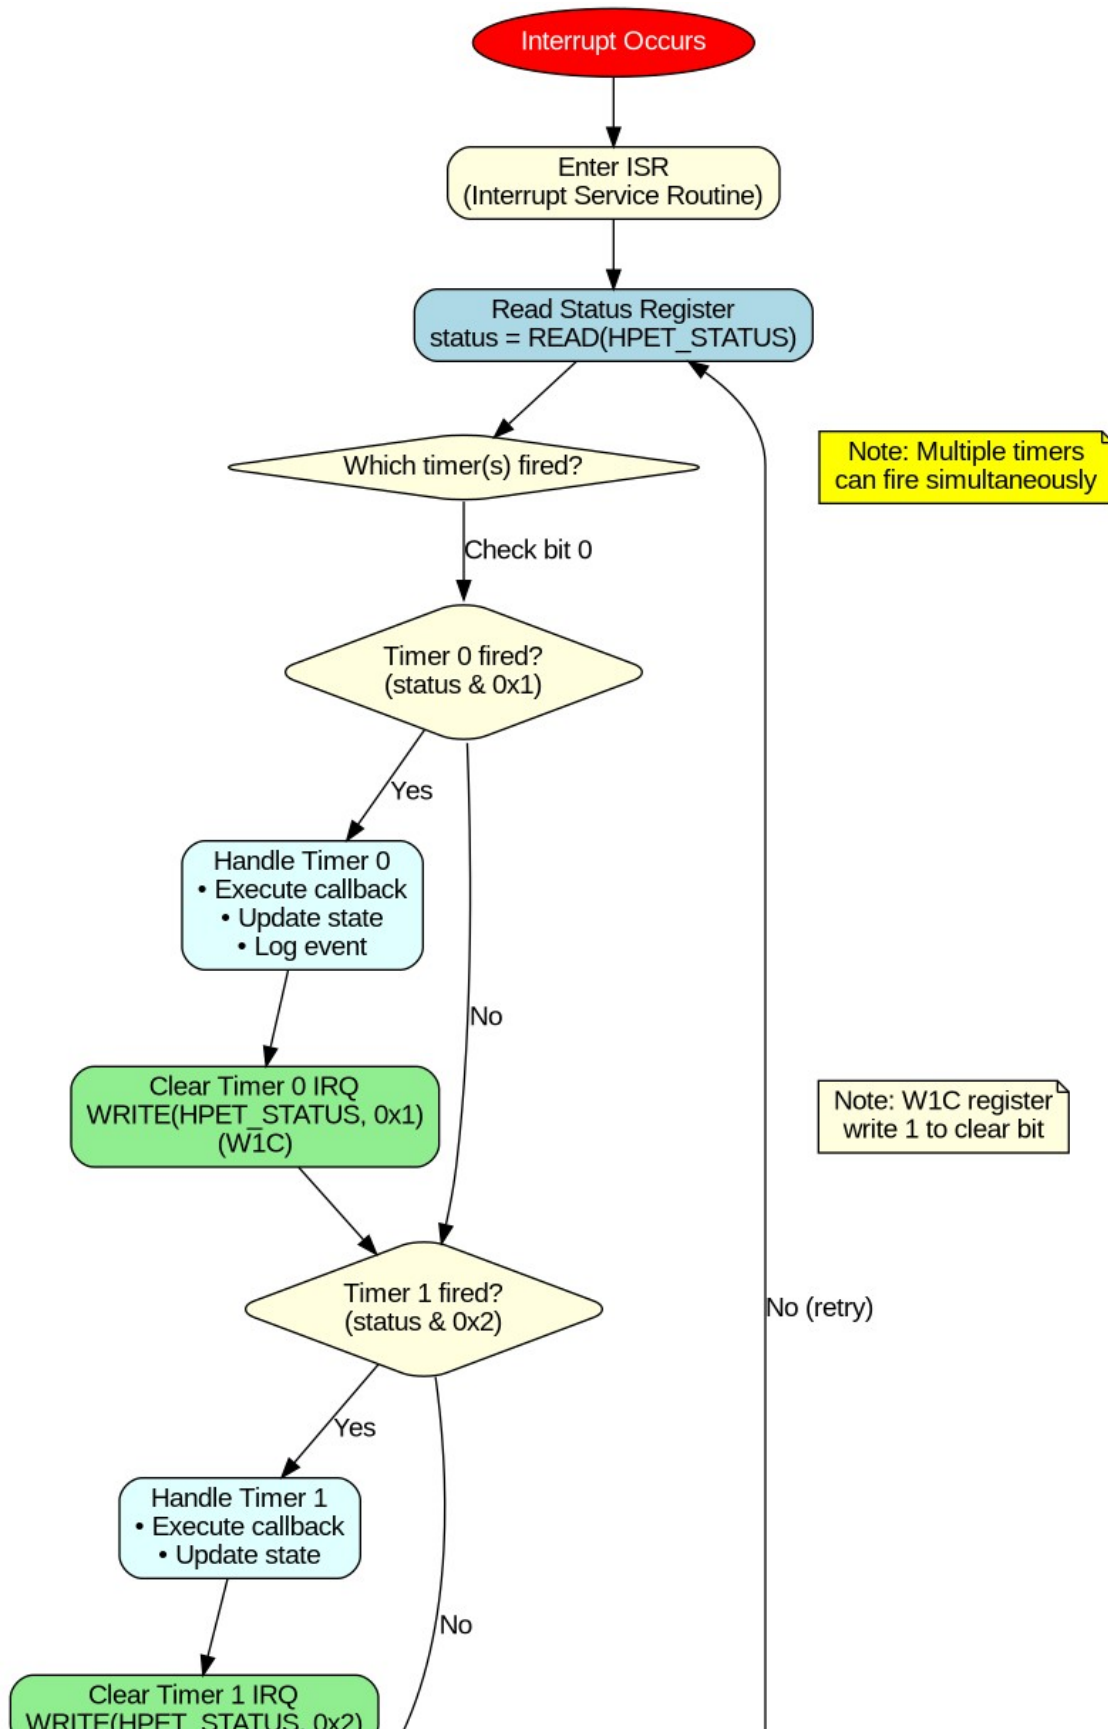 Interrupt Occurs
Enter ISR
(Interrupt Service Routine)
Read Status Register
status = READ(HPET_STATUS)
Which timer(s) fired?
Note: Multiple timers
can fire simultaneously
Check bit 0
Timer 0 fired?
(status & 0x1)
Yes
Handle Timer 0
• Execute callback
• Update state
• Log event
No
Clear Timer 0 IRQ
WRITE(HPET_STATUS, 0x1)
(W1C)
Note: W1C register
write 1 to clear bit
Timer 1 fired?
(status & 0x2)
No (retry)
Yes
Handle Timer 1
• Execute callback
• Update state
No
Clear Timer 1 IRQ
WRITE(HPET_STATUS, 0x2)